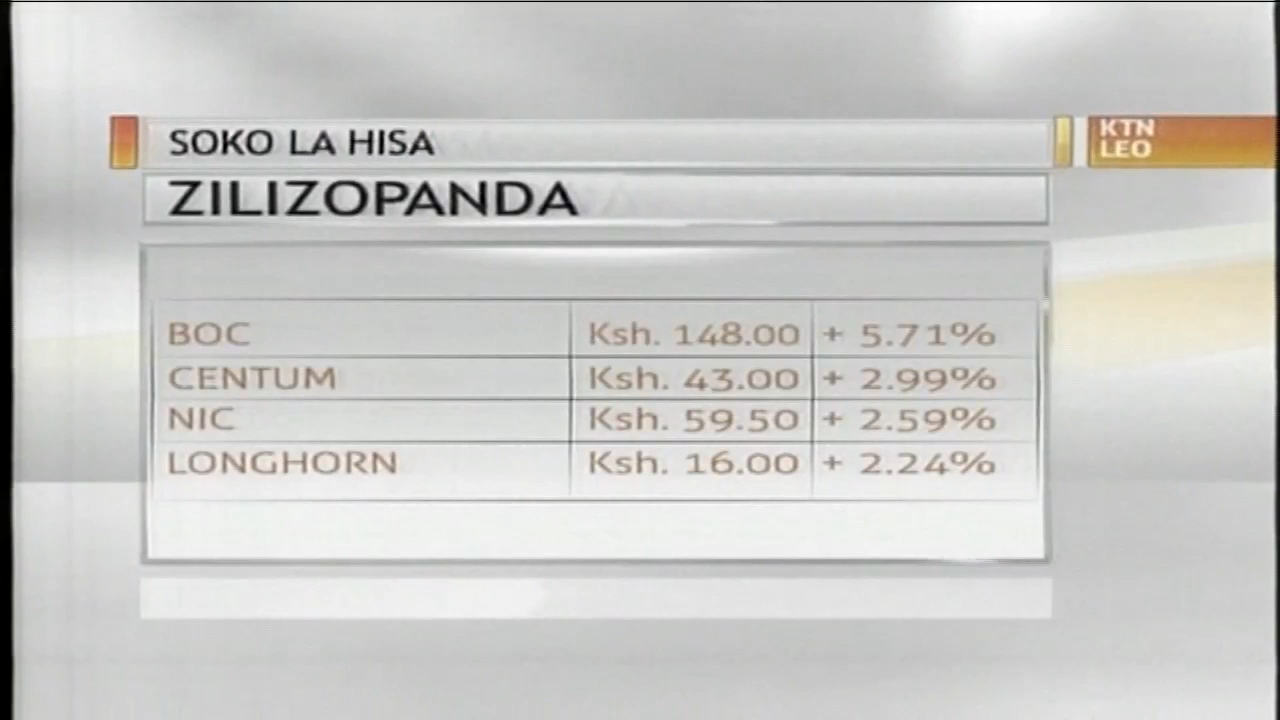 SOKO LA HISA
KTN
LEO
ZILIZOPANDA
BOC Ksh. 148.00 + 5.71%
CENTUM Ksh. 43.00 + 2.99%
NIC Ksh. 59.50 + 2.59%
LONGHORN Ksh. 16.00 + 2.24%